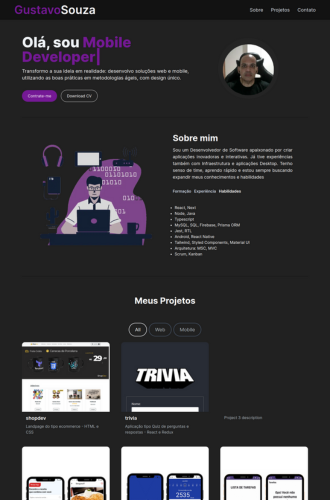 GustavoSouza
Sobre Projetos Contato
Olá, sou Mobile
Developer|
Transformo a sua ideia em realidade: desenvolvo soluções web e mobile,
utilizando as boas práticas em metodologias ágeis, com design único.
Contrate-me
Download CV
Sobre mim
Sou um Desenvolvedor de Software apaixonado por criar
aplicações inovadoras e interativas. Já tive experiências
também com Infraestrutura e aplicações Desktop. Tenho
senso de time, aprendo rápido e estou sempre buscando
expandir meus conhecimentos e habilidades
Formação Experiência Habilidades
React, Next
Node, Java
Typescript
MySQL, SQL, Firebase, Prisma ORM
Jest, RTL
Android, React Native
Tailwind, Styled Components, Material UI
Arquitetura: MSC, MVC
Scrum, Kanban
Meus Projetos
All
Web
Mobile
29
TRIVIA
shopdev
Landpage do tipo ecommerce - HTML e
CSS
trivia
Aplicação tipo Quiz de perguntas e
respostas - React e Redux
Project 3 description
2535
LISTA DE TAREFAS